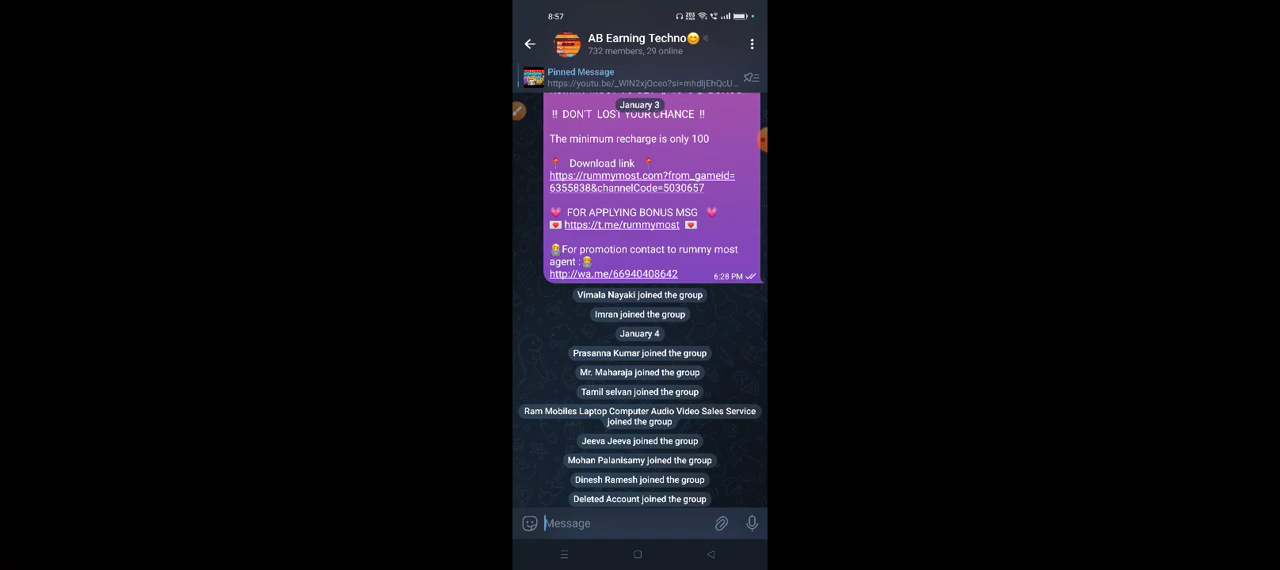 8:57
AB Earning Techno😊
732 members, 29 online
Pinned Message
https://youtu.be/_WIN2xjOceo?si=mhdIjEhQcU...
January 3
!! DON'T LOST YOUR CHANCE !!
The minimum recharge is only 100
📍 Download link 📍
https://rummymost.com?from_gameid=
6355838&channelCode=5030657
💗 FOR APPLYING BONUS MSG 💗
💌 https://t.me/rummymost 💌
For promotion contact to rummy most
agent :
http://wa.me/66940408642
6:28 PM
Vimala Nayaki joined the group
Imran joined the group
January 4
Prasanna Kumar joined the group
Mr. Maharaja joined the group
Tamil selvan joined the group
Ram Mobiles Laptop Computer Audio Video Sales Service
joined the group
Jeeva Jeeva joined the group
Mohan Palanisamy joined the group
Dinesh Ramesh joined the group
Deleted Account joined the group
Message